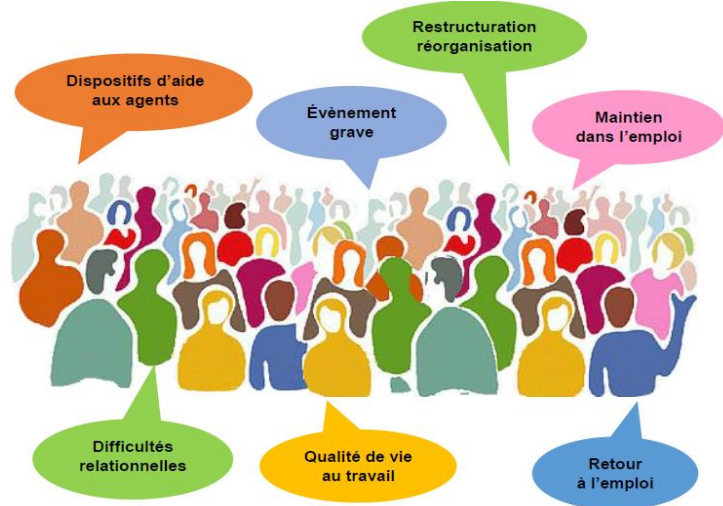 Restructuration
réorganisation
Dispositifs d'aide
aux agents
Évènement
grave
Maintien
dans l'emploi
Difficultés
relationnelles
Qualité de vie
au travail
Retour
à l'emploi